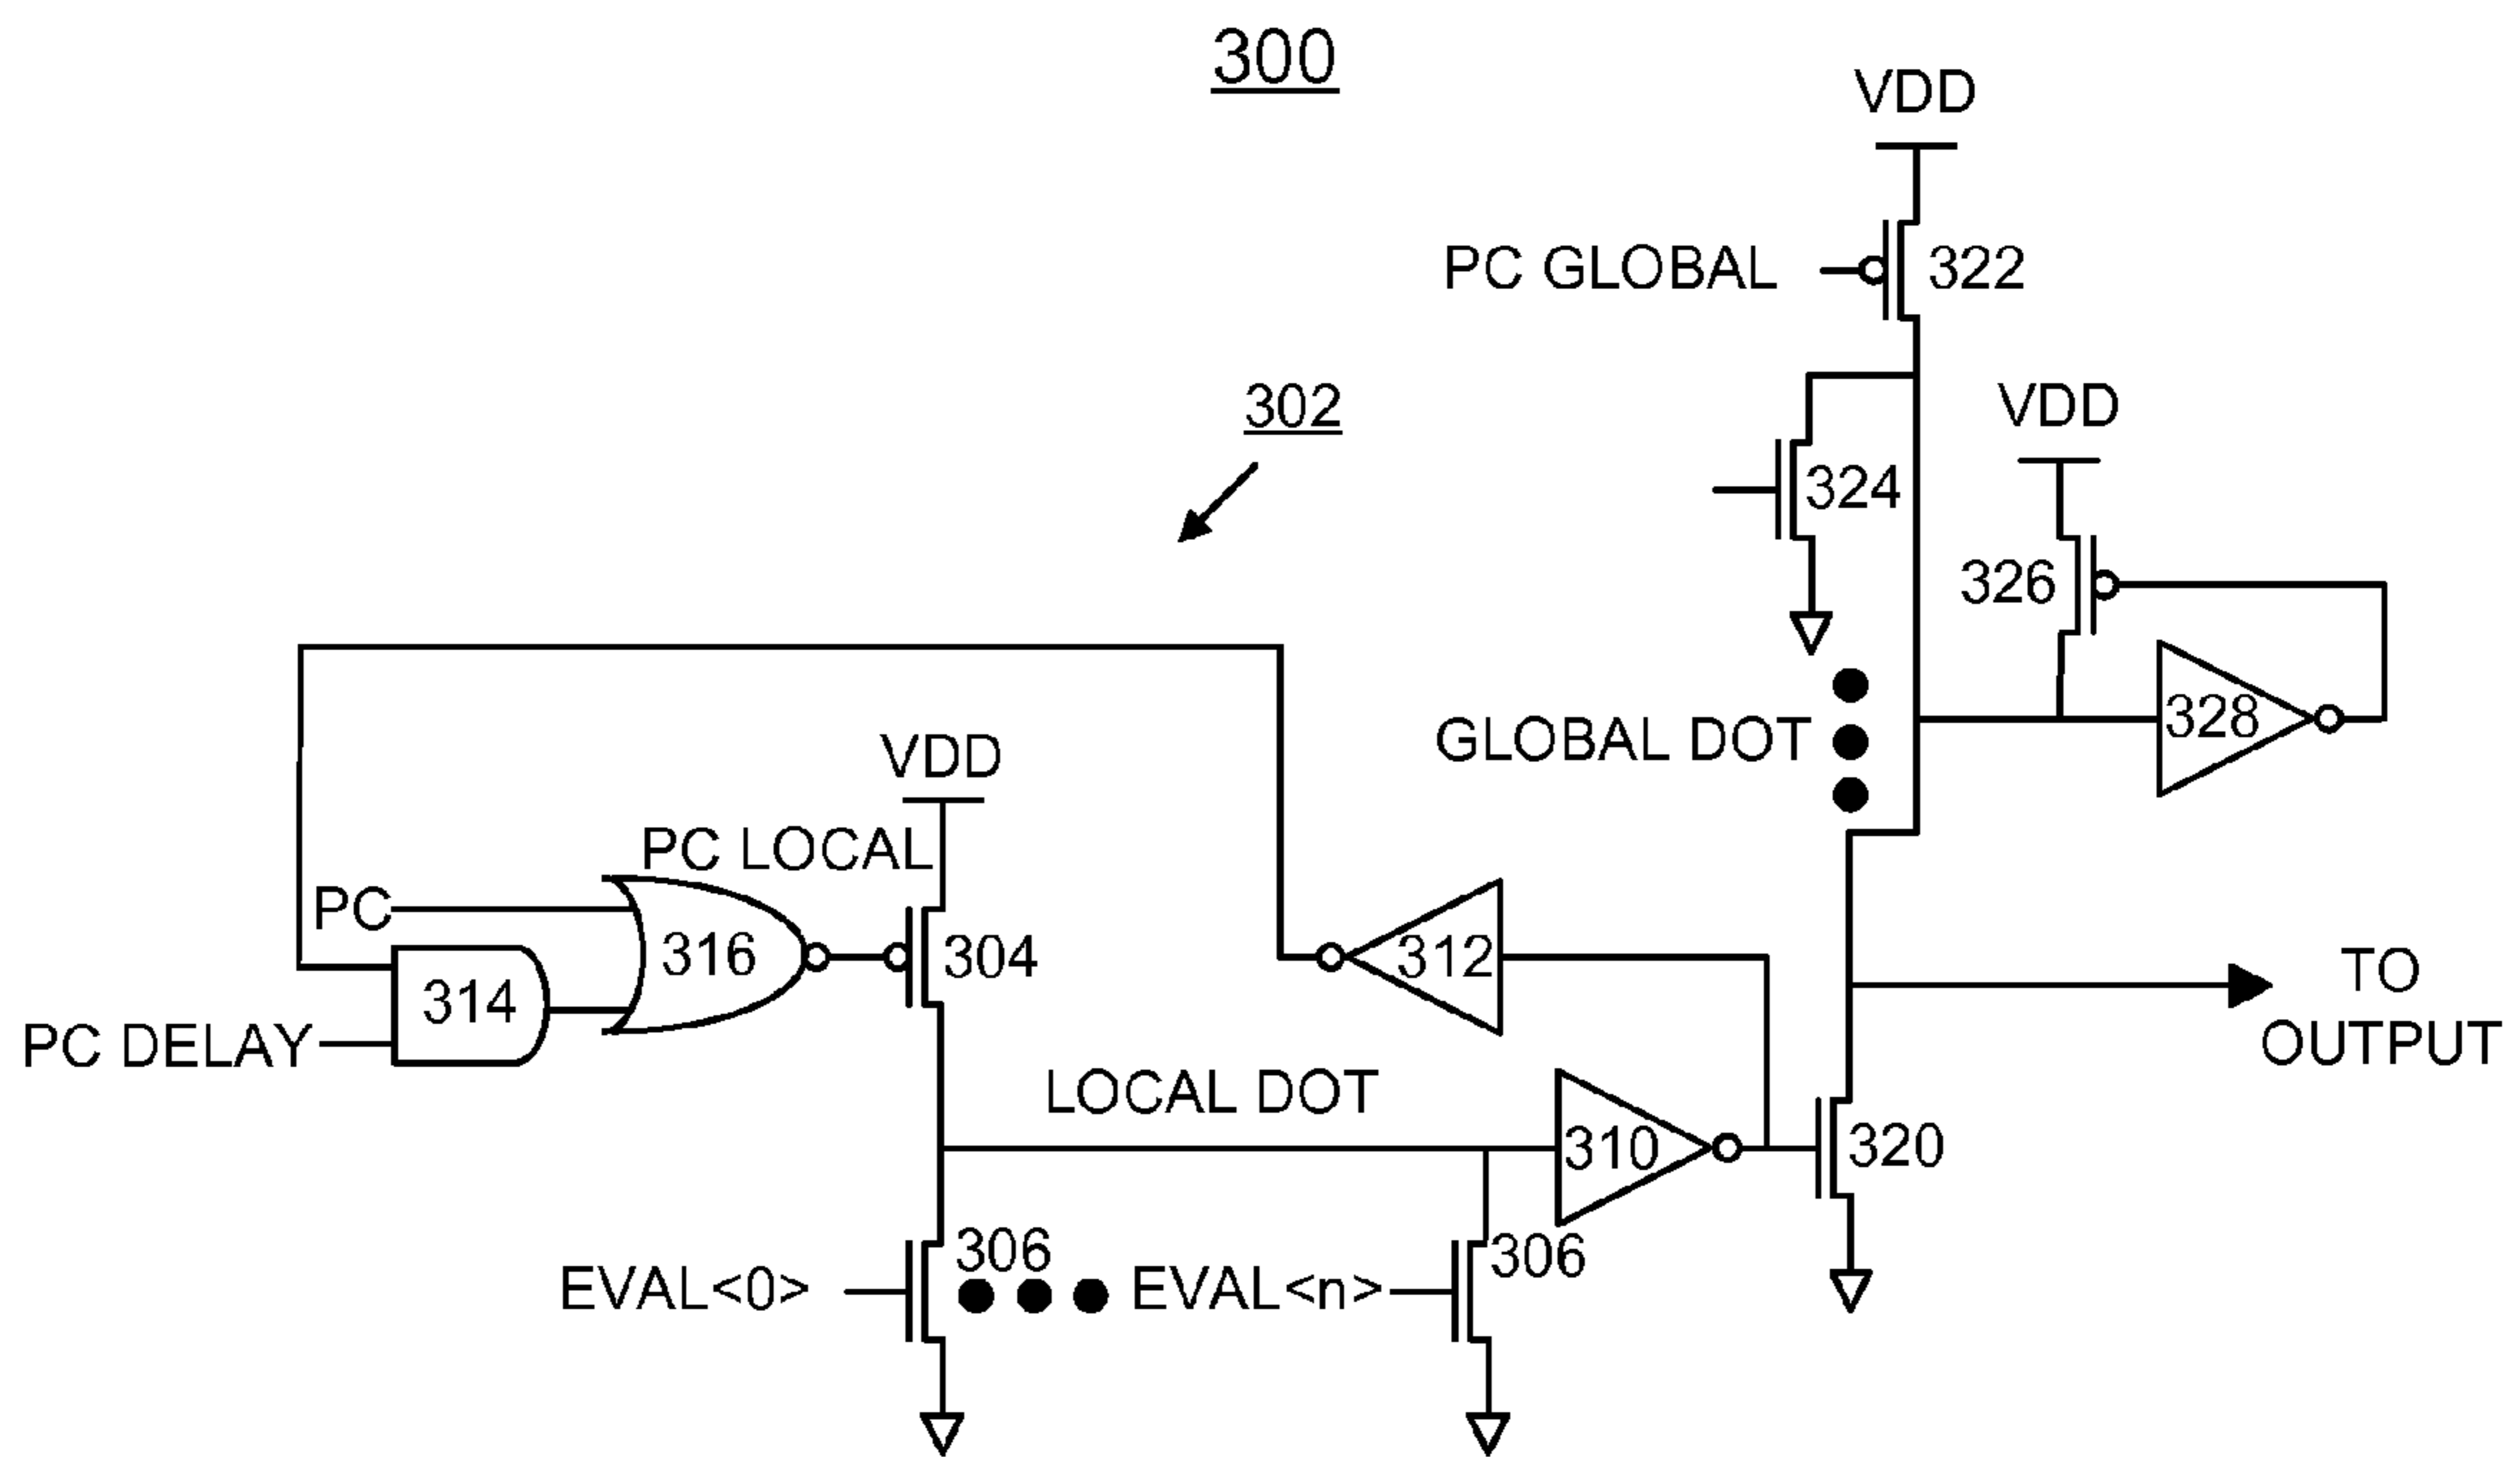 300
VDD
PC GLOBAL 322
302
VDD
324
326
328
GLOBAL DOT
VDD
PC LOCAL
PC
316
304
312
314
PC DELAY
TO
OUTPUT
LOCAL DOT
310
320
306
306
EVAL<0>
EVAL<n>